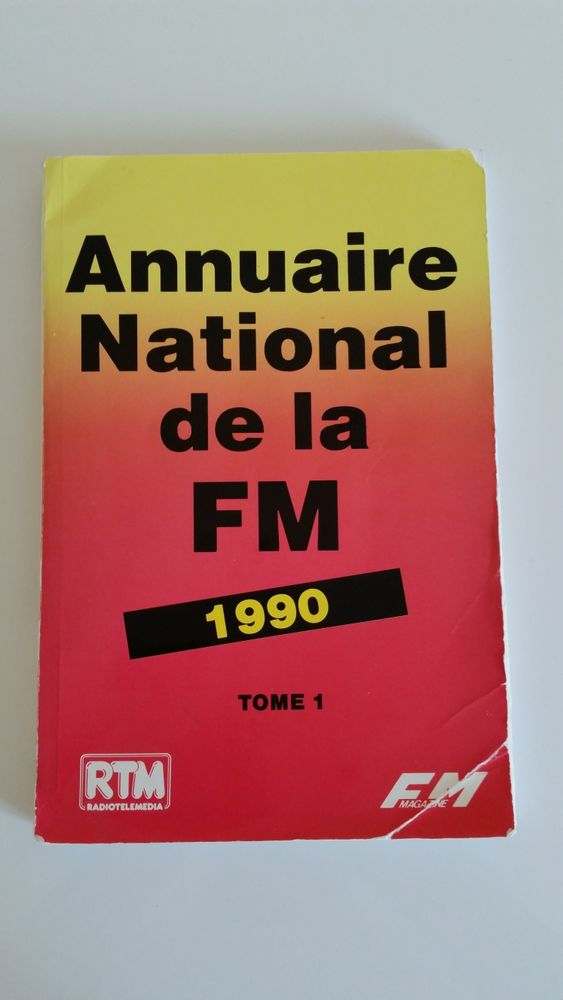 Annuaire
National
de la
FM
1990
TOME 1
RTM
RADIOTELEMEDIA
FM
MAGAZINE